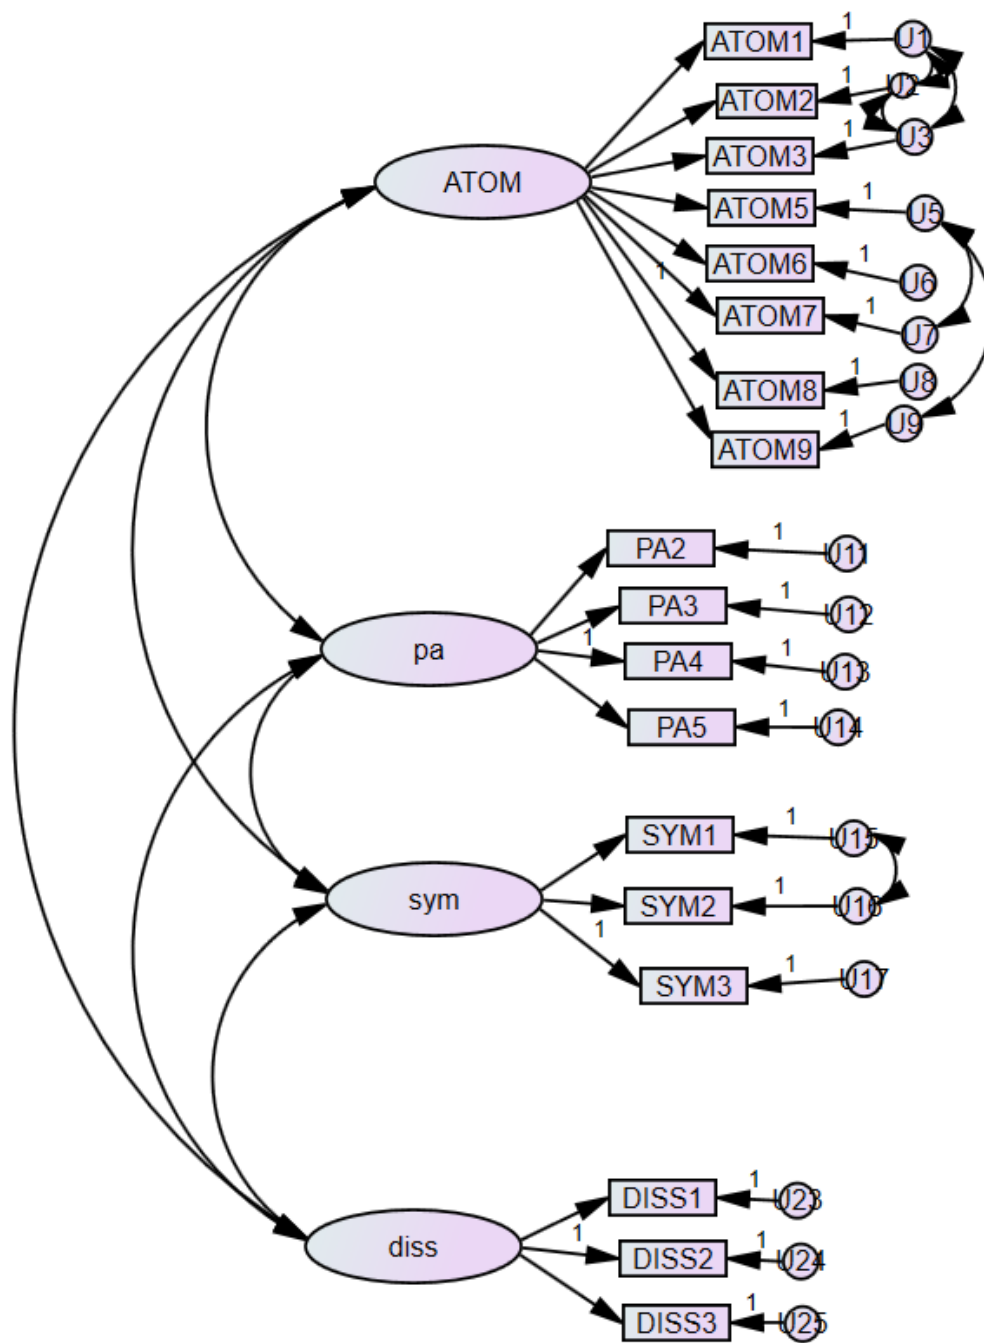 ATOM1 1 U1
ATOM2 1 U2
ATOM3 1 U3
ATOM
ATOM5 1 U5
ATOM6 1 U6
1
ATOM7 1 U7
ATOM8 1 U8
ATOM9 1 U9
PA2 1 U11
PA3 1 U12
pa
1
PA4 1 U13
PA5 1 U14
SYM1 1 U15
sym
SYM2 1 U16
1
SYM3 1 U17
DISS1 1 U23
diss
1
DISS2 1 U24
DISS3 1 U25